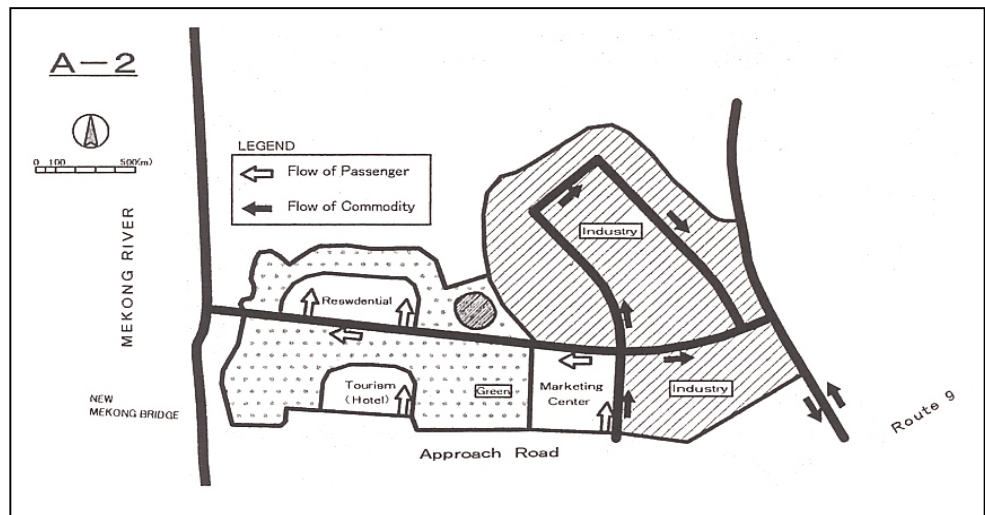 A-2
0 100 500(m)
LEGEND
Flow of Passenger
Flow of Commodity
MEKONG RIVER
Industry
Reswdential
Tourism
(Hotel)
Green
Marketing
Center
Industry
NEW
MEKONG BRIDGE
Approach Road
Route 9